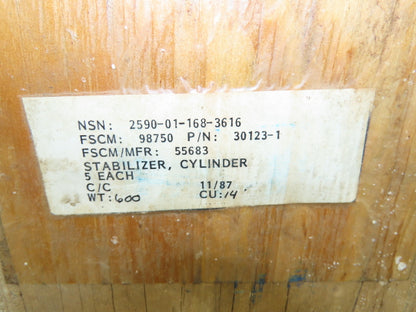 NSN: 2590-01-168-3616
FSCM: 98750 P/N: 30123-1
FSCM/MFR: 55683
STABILIZER, CYLINDER
5 EACH
C/C 11/87
WT: 600 CU: 14